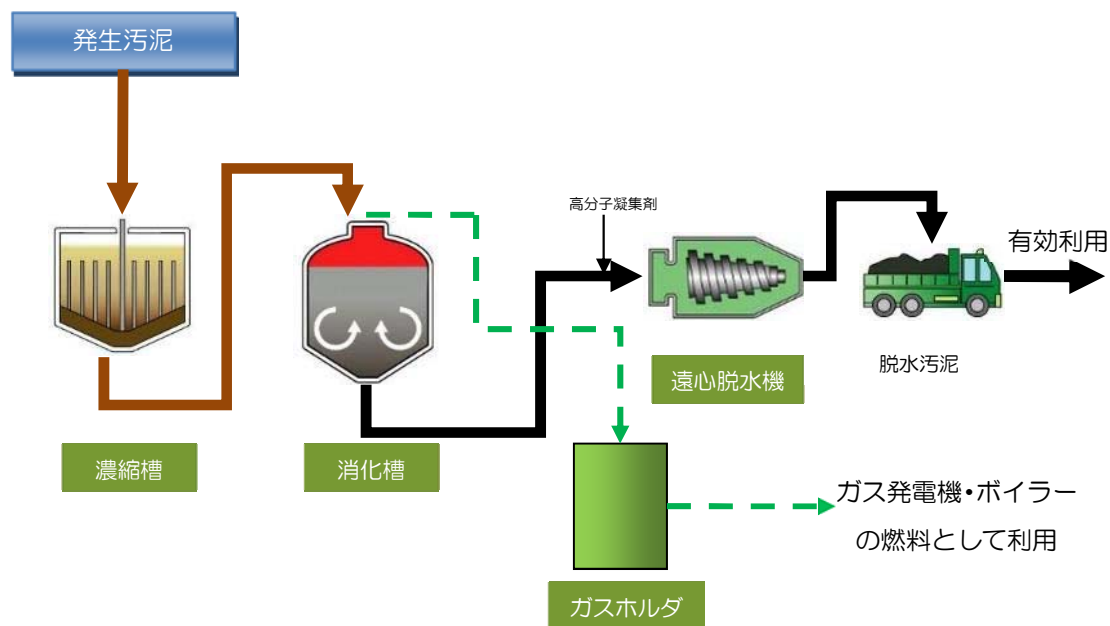 発生汚泥
高分子凝集剤
有効利用
脱水汚泥
遠心脱水機
濃縮槽
消化槽
ガス発電機・ボイラー
の燃料として利用
ガスホルダ